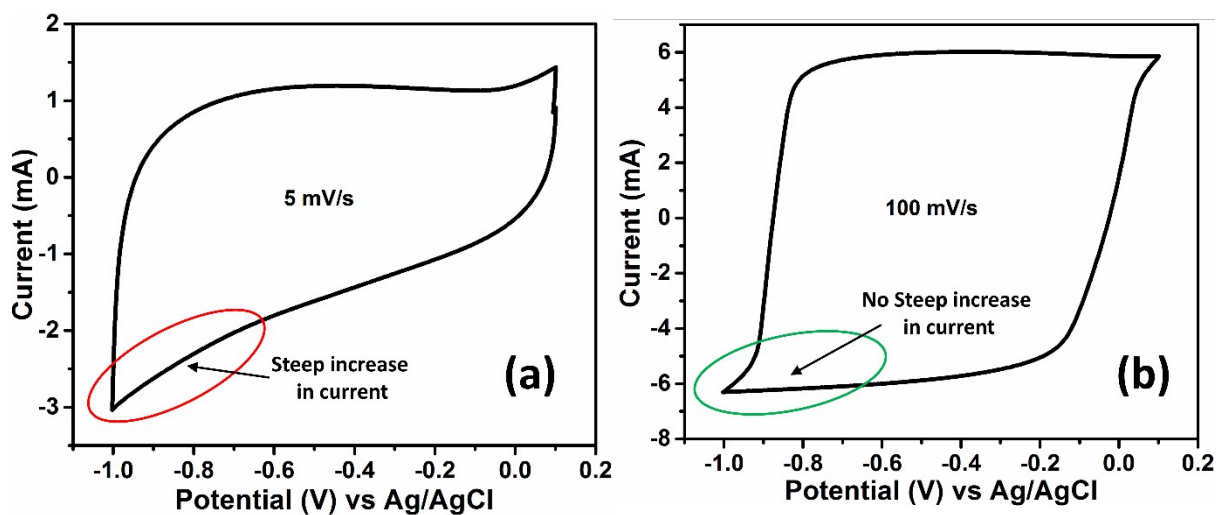 2
1
0
-1
-2
-3
Current (mA)
5 mV/s
Steep increase
in current
(a)
-1.0 -0.8 -0.6 -0.4 -0.2 0.0 0.2
Potential (V) vs Ag/AgCl
8
6
4
2
0
-2
-4
-6
-8
Current (mA)
100 mV/s
No Steep increase
in current
(b)
-1.0 -0.8 -0.6 -0.4 -0.2 0.0 0.2
Potential (V) vs Ag/AgCl